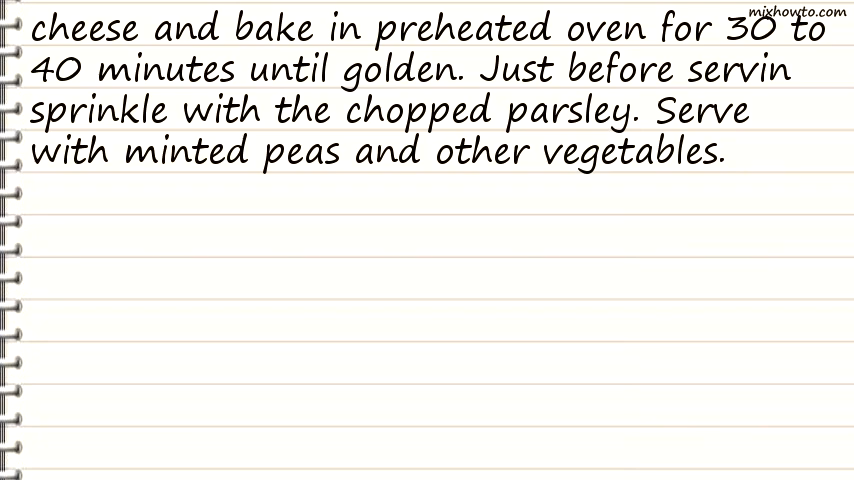 mixhowto.com
cheese and bake in preheated oven for 30 to
40 minutes until golden. Just before servin
sprinkle with the chopped parsley. Serve
with minted peas and other vegetables.